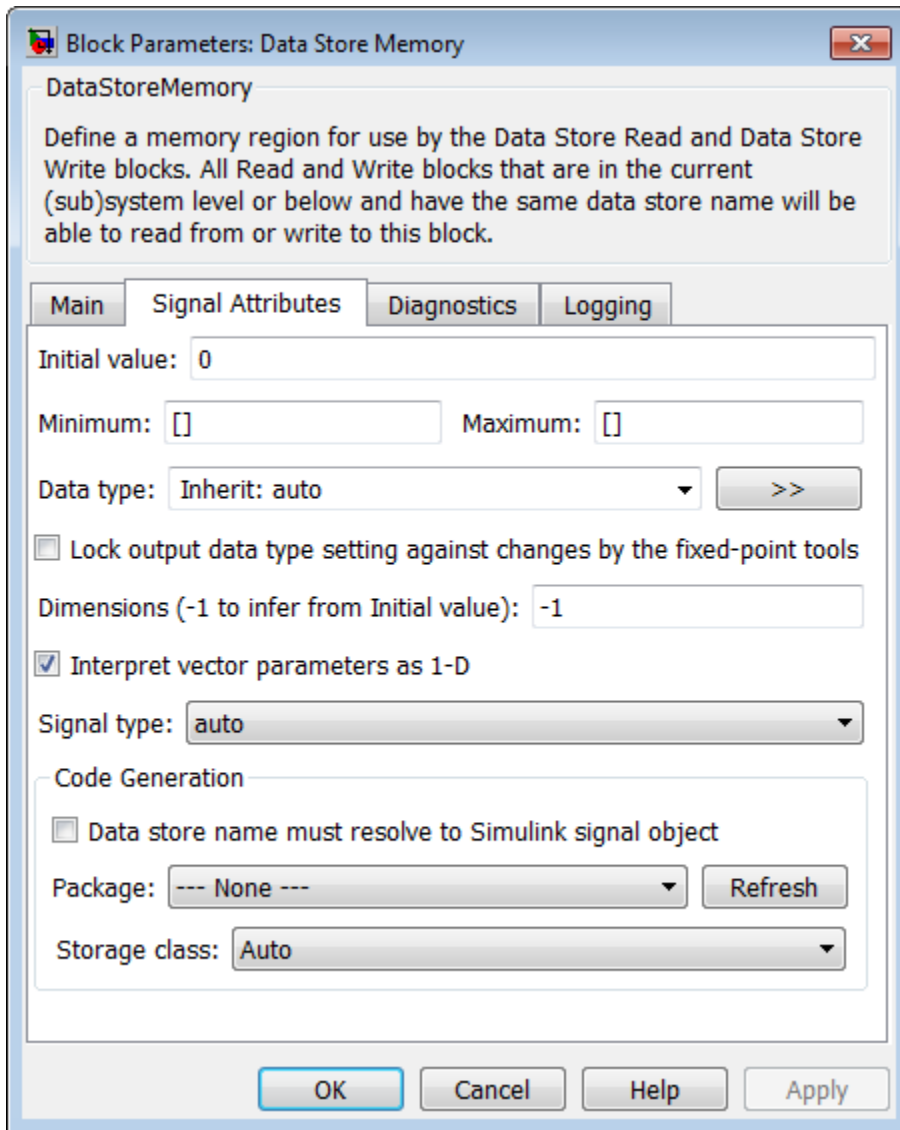 Block Parameters: Data Store Memory
DataStoreMemory
Define a memory region for use by the Data Store Read and Data Store
Write blocks. All Read and Write blocks that are in the current
(sub)system level or below and have the same data store name will be
able to read from or write to this block.
Main Signal Attributes Diagnostics Logging
Initial value: 0
Minimum: [] Maximum: []
Data type: Inherit: auto >>
Lock output data type setting against changes by the fixed-point tools
Dimensions (-1 to infer from Initial value): -1
Interpret vector parameters as 1-D
Signal type: auto
Code Generation
Data store name must resolve to Simulink signal object
Package: --- None --- Refresh
Storage class: Auto
OK Cancel Help Apply